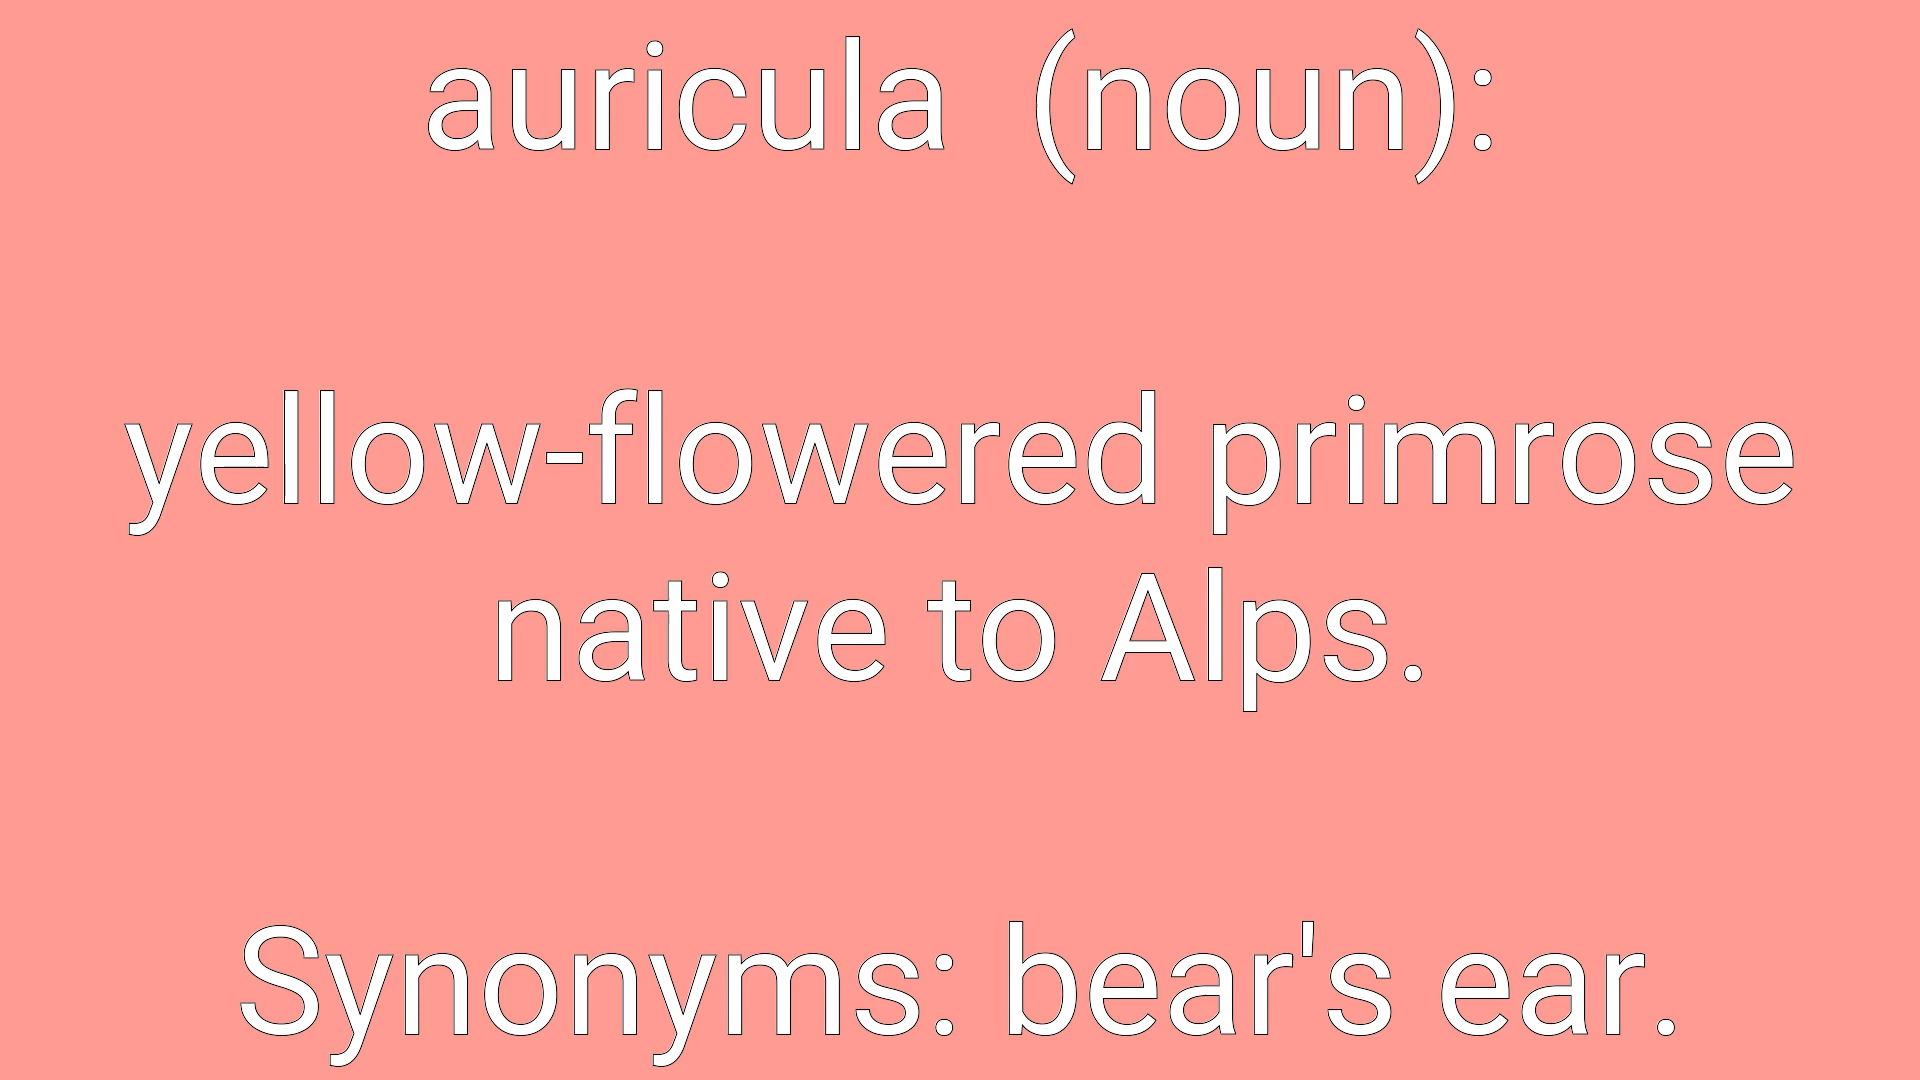 auricula  (noun):
yellow-flowered primrose
native to Alps.
Synonyms: bear's ear.